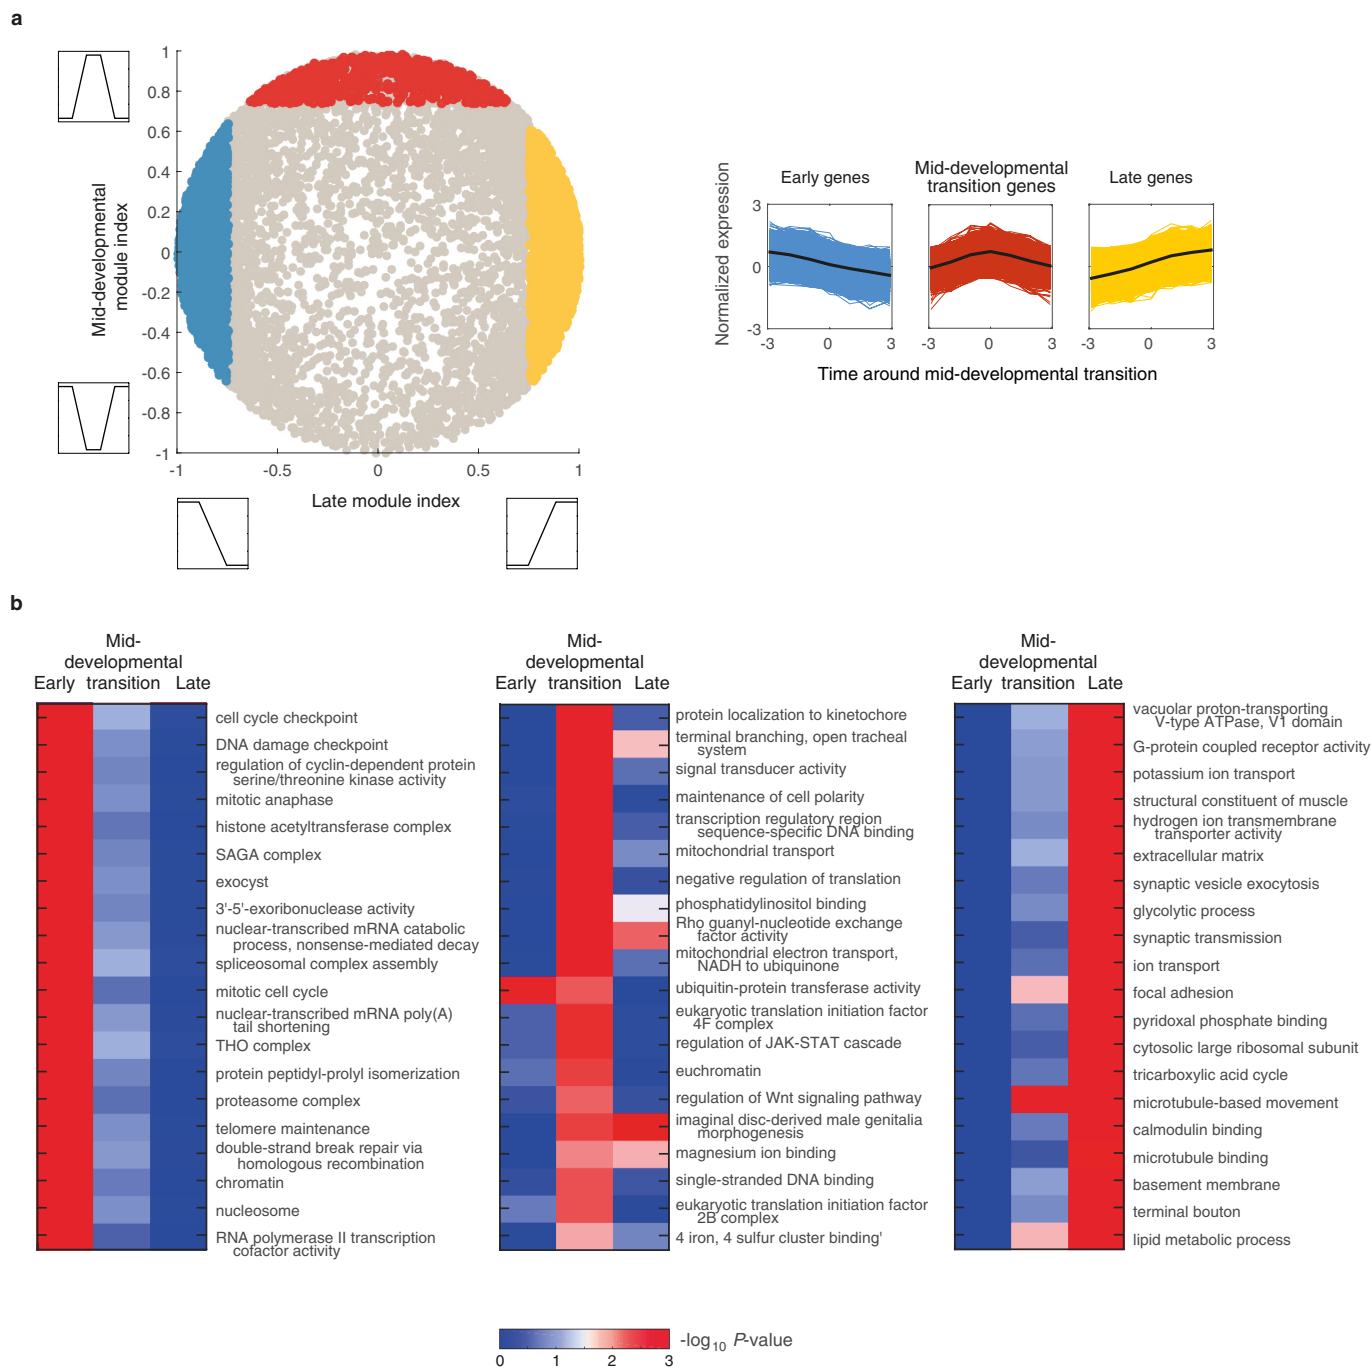 a
1
0.8
0.6
0.4
0.2
0
-0.2
-0.4
-0.6
-0.8
-1
Mid-developmental
module index
-1
-0.5
0
0.5
1
Late module index
Early genes
Mid-developmental
transition genes
Late genes
Normalized expression
3
0
-3
-3
0
3
-3
0
3
-3
0
3
Time around mid-developmental transition
b
Mid-
developmental
Early transition Late
cell cycle checkpoint
DNA damage checkpoint
regulation of cyclin-dependent protein
serine/threonine kinase activity
mitotic anaphase
histone acetyltransferase complex
SAGA complex
exocyst
3'-5'-exoribonuclease activity
nuclear-transcribed mRNA catabolic
process, nonsense-mediated decay
spliceosomal complex assembly
mitotic cell cycle
nuclear-transcribed mRNA poly(A)
tail shortening
THO complex
protein peptidyl-prolyl isomerization
proteasome complex
telomere maintenance
double-strand break repair via
homologous recombination
chromatin
nucleosome
RNA polymerase II transcription
cofactor activity
Mid-
developmental
Early transition Late
protein localization to kinetochore
terminal branching, open tracheal
system
signal transducer activity
maintenance of cell polarity
transcription regulatory region
sequence-specific DNA binding
mitochondrial transport
negative regulation of translation
phosphatidylinositol binding
Rho guanyl-nucleotide exchange
factor activity
mitochondrial electron transport,
NADH to ubiquinone
ubiquitin-protein transferase activity
eukaryotic translation initiation factor
4F complex
regulation of JAK-STAT cascade
euchromatin
regulation of Wnt signaling pathway
imaginal disc-derived male genitalia
morphogenesis
magnesium ion binding
single-stranded DNA binding
eukaryotic translation initiation factor
2B complex
4 iron, 4 sulfur cluster binding'
Mid-
developmental
Early transition Late
vacuolar proton-transporting
V-type ATPase, V1 domain
G-protein coupled receptor activity
potassium ion transport
structural constituent of muscle
hydrogen ion transmembrane
transporter activity
extracellular matrix
synaptic vesicle exocytosis
glycolytic process
synaptic transmission
ion transport
focal adhesion
pyridoxal phosphate binding
cytosolic large ribosomal subunit
tricarboxylic acid cycle
microtubule-based movement
calmodulin binding
microtubule binding
basement membrane
terminal bouton
lipid metabolic process
0
1
2
3
-log10 P-value